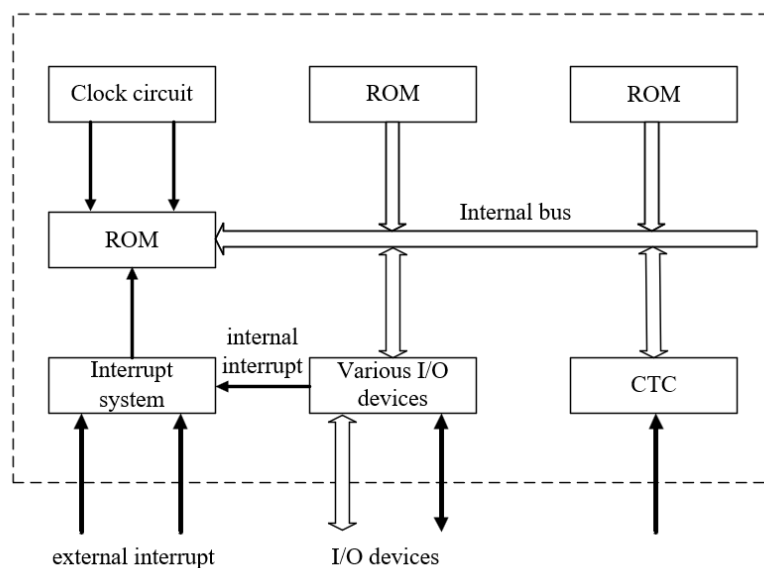 Clock circuit
ROM
ROM
Internal bus
ROM
internal
interrupt
Interrupt
system
Various I/O
devices
CTC
external interrupt
I/O devices